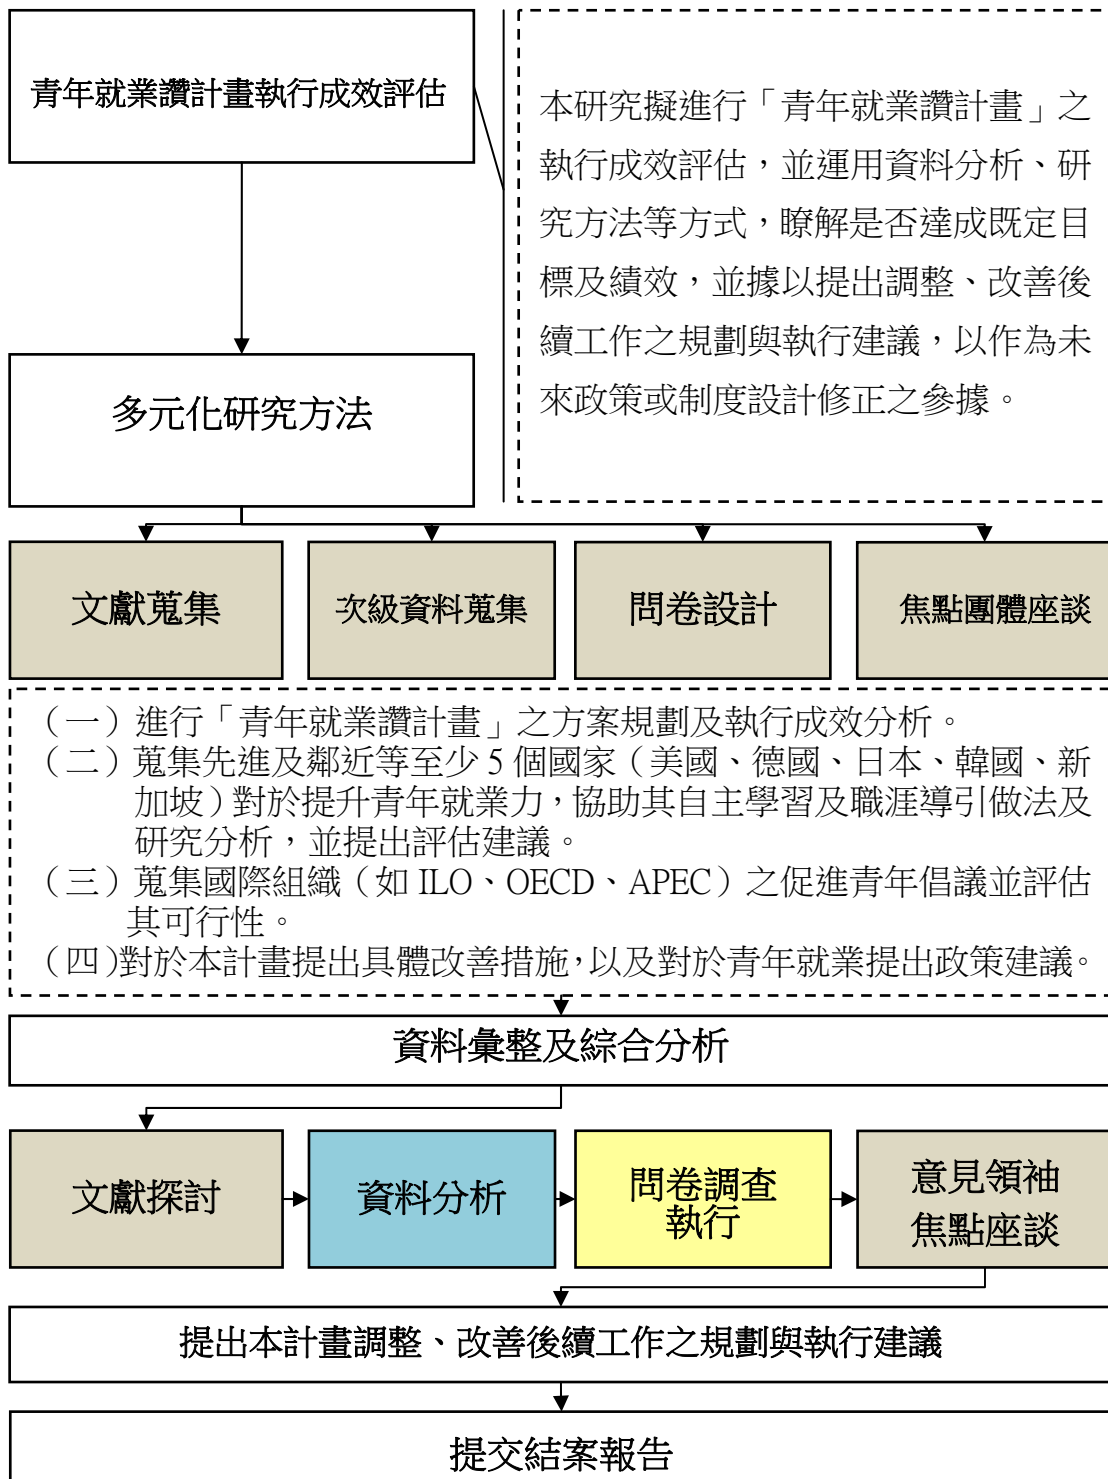 青年就業讚計畫執行成效評估
本研究擬進行「青年就業讚計畫」之
執行成效評估，並運用資料分析、研
究方法等方式，瞭解是否達成既定目
標及績效，並據以提出調整、改善後
續工作之規劃與執行建議，以作為未
來政策或制度設計修正之參據。
多元化研究方法
文獻蒐集
次級資料蒐集
問卷設計
焦點團體座談
（一）進行「青年就業讚計畫」之方案規劃及執行成效分析。
（二）蒐集先進及鄰近等至少 5 個國家（美國、德國、日本、韓國、新
加坡）對於提升青年就業力，協助其自主學習及職涯導引做法及
研究分析，並提出評估建議。
（三）蒐集國際組織（如 ILO、OECD、APEC）之促進青年倡議並評估
其可行性。
（四）對於本計畫提出具體改善措施，以及對於青年就業提出政策建議。
資料彙整及綜合分析
文獻探討
資料分析
問卷調查
執行
意見領袖
焦點座談
提出本計畫調整、改善後續工作之規劃與執行建議
提交結案報告